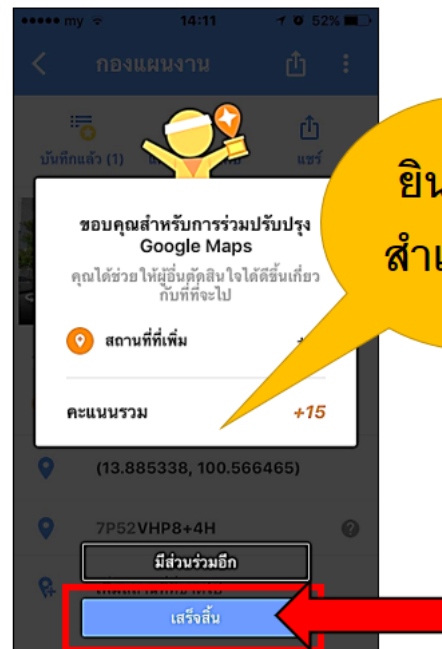 my 14:11 52%
กองแผนงาน
บันทึกแล้ว (1) แชร์
ขอบคุณสำหรับการร่วมปรับปรุง
Google Maps
คุณได้ช่วยให้ผู้อื่นตัดสินใจได้ดีขึ้นเกี่ยว
กับที่ที่จะไป
สถานที่ที่เพิ่ม
คะแนนรวม +15
(13.885338, 100.566465)
7P52VHP8+4H
มีส่วนร่วมอีก
เสร็จสิ้น